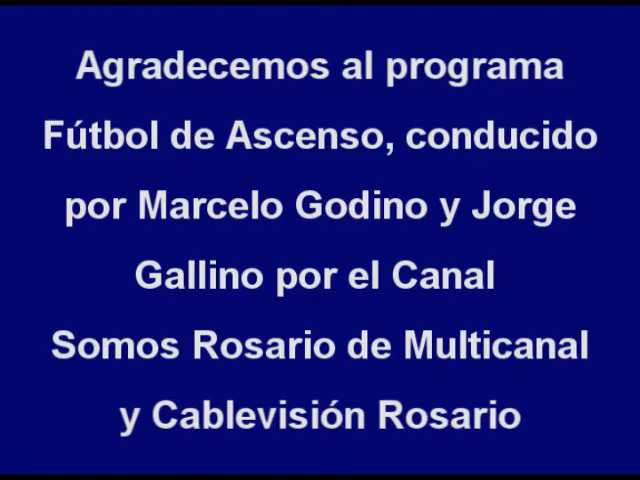 Agradecemos al programa
Fútbol de Ascenso, conducido
por Marcelo Godino y Jorge
Gallino por el Canal
Somos Rosario de Multicanal
y Cablevisión Rosario